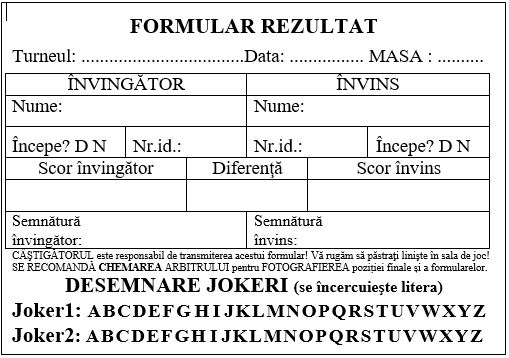 FORMULAR REZULTAT
Turneul: ...................................Data: ................ MASA : ..........
ÎNVINGĂTOR ÎNVINS
Nume: Nume:
Începe? D N Nr.id.: Nr.id.: Începe? D N
Scor învingător Diferenţă Scor învins
Semnătură Semnătură
învingător: învins:
CÂŞTIGĂTORUL este responsabil de transmiterea acestui formular! Vă rugăm să păstraţi linişte în sala de joc!
SE RECOMANDĂ CHEMAREA ARBITRULUI pentru FOTOGRAFIEREA poziţiei finale şi a formularelor.
DESEMNARE JOKERI (se încercuieşte litera)
Joker1: A B C D E F G H I J K L M N O P Q R S T U V W X Y Z
Joker2: A B C D E F G H I J K L M N O P Q R S T U V W X Y Z